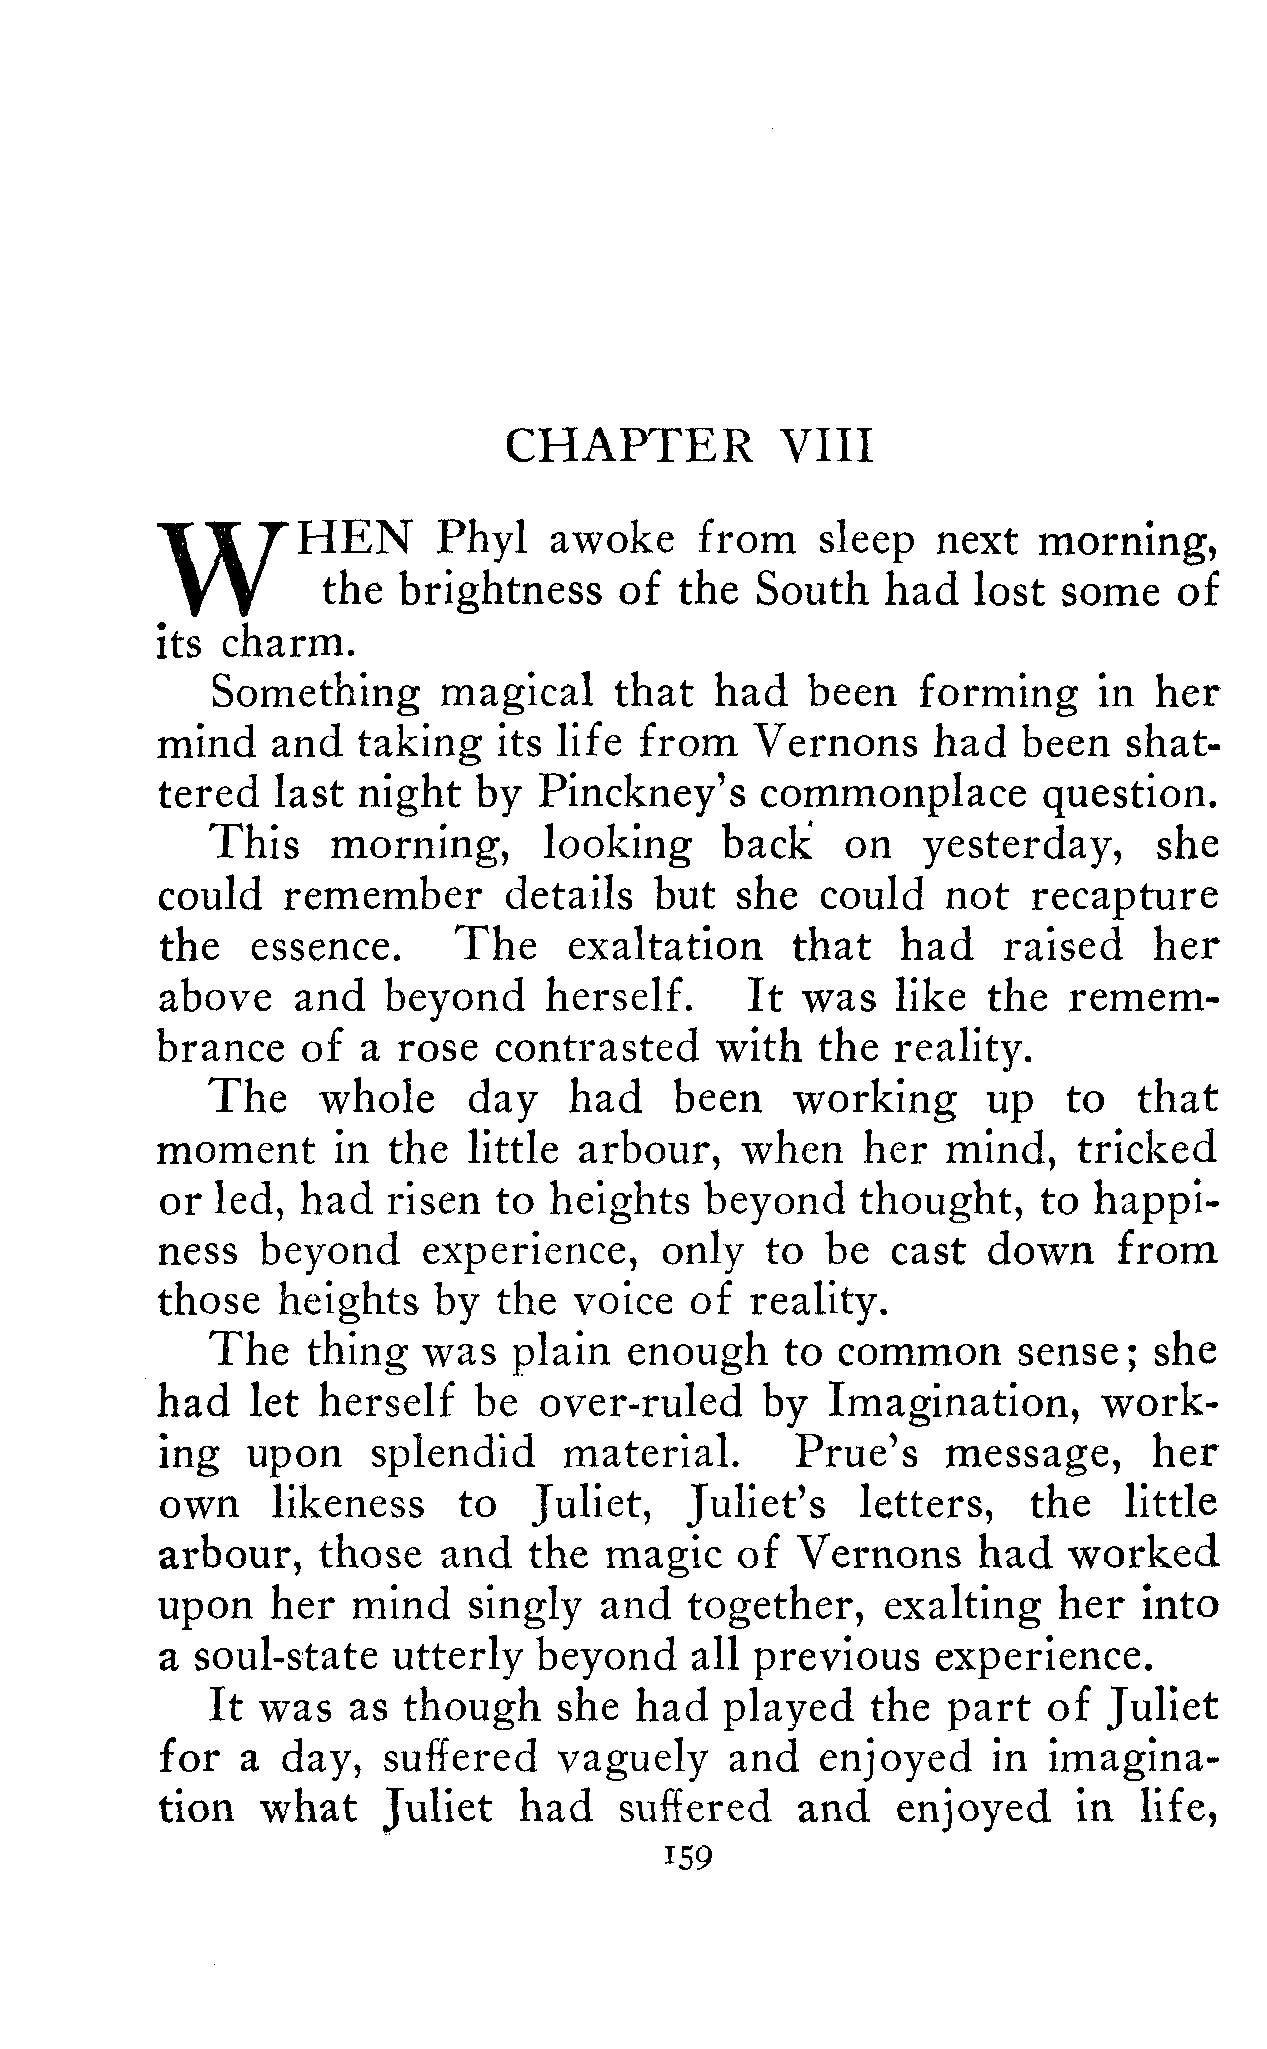 CHAPTER VIII
WHEN Phyl awoke from sleep next morning,
the brightness of the South had lost some of
its charm.
Something magical that had been forming in her
mind and taking its life from Vernons had been shat-
tered last night by Pinckney's commonplace question.
This morning, looking back on yesterday, she
could remember details but she could not recapture
the essence. The exaltation that had raised her
above and beyond herself. It was like the remem-
brance of a rose contrasted with the reality.
The whole day had been working up to that
moment in the little arbour, when her mind, tricked
or led, had risen to heights beyond thought, to happi-
ness beyond experience, only to be cast down from
those heights by the voice of reality.
The thing was plain enough to common sense; she
had let herself be over-ruled by Imagination, work-
ing upon splendid material. Prue's message, her
own likeness to Juliet, Juliet's letters, the little
arbour, those and the magic of Vernons had worked
upon her mind singly and together, exalting her into
a soul-state utterly beyond all previous experience.
It was as though she had played the part of Juliet
for a day, suffered vaguely and enjoyed in imagina-
tion what Juliet had suffered and enjoyed in life,
159